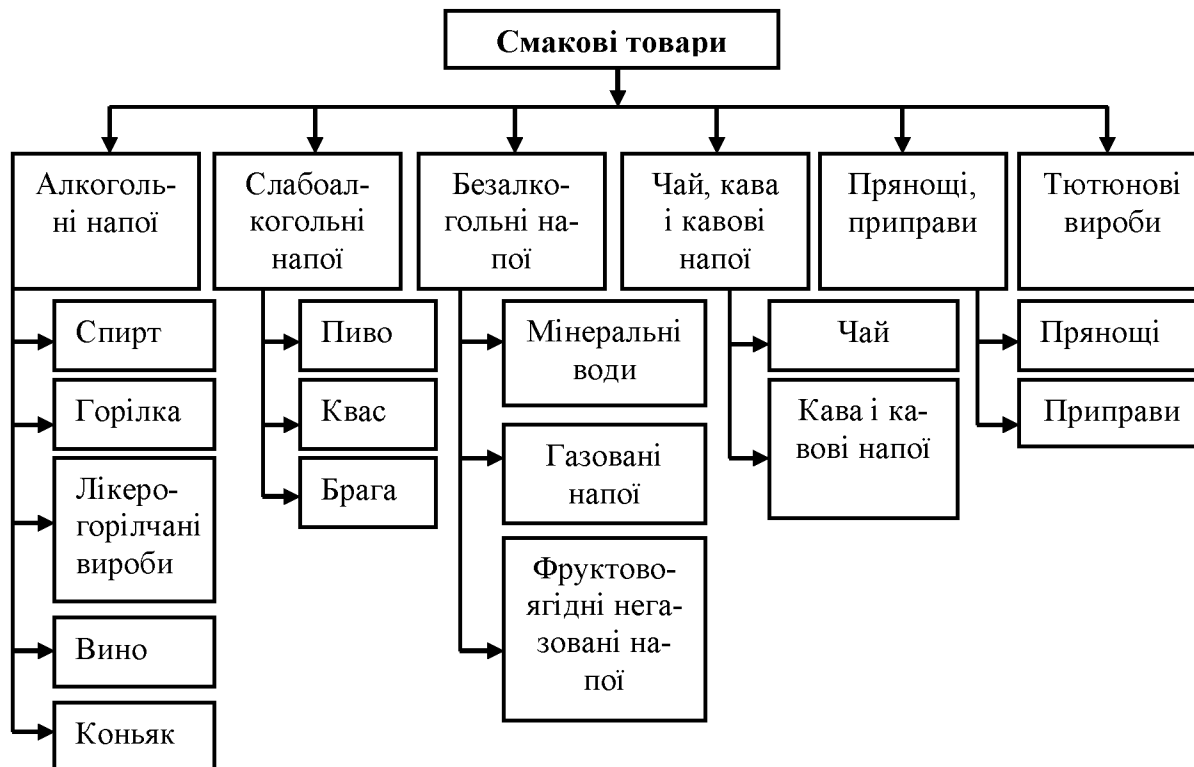 Смакові товари
Алкоголь-
ні напої
Слабоал-
когольні
напої
Безалко-
гольні на-
пої
Чай, кава
і кавові
напої
Прянощі,
приправи
Тютюнові
вироби
Спирт
Горілка
Лікеро-
горілчані
вироби
Вино
Коньяк
Пиво
Квас
Брага
Мінеральні
води
Газовані
напої
Фруктово-
ягідні нега-
зовані на-
пої
Чай
Кава і ка-
вові напої
Прянощі
Приправи